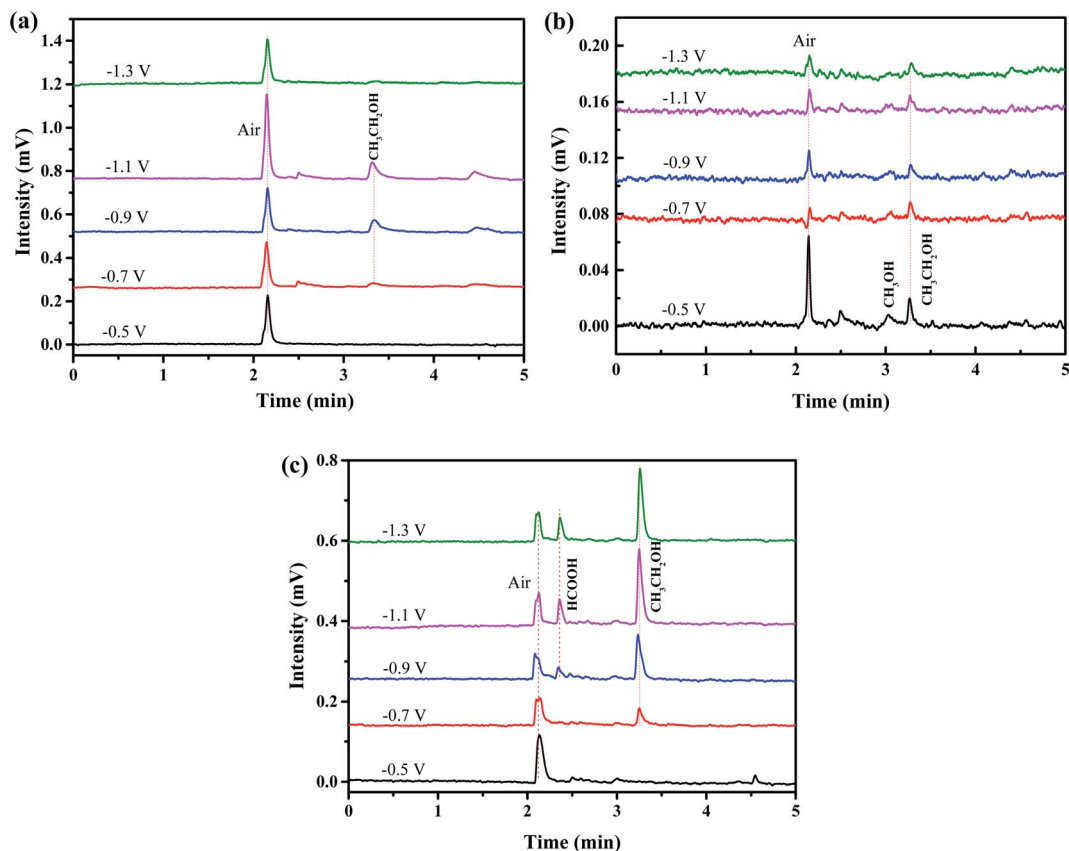 (a)
1.4
1.2
1.0
0.8
0.6
0.4
0.2
0.0
Intensity (mV)
-1.3 V
-1.1 V
-0.9 V
-0.7 V
-0.5 V
Air
CH₃CH₂OH
0 1 2 3 4 5
Time (min)
(b)
0.20
0.16
0.12
0.08
0.04
0.00
Intensity (mV)
Air
-1.3 V
-1.1 V
-0.9 V
-0.7 V
-0.5 V
CH₃OH
CH₃CH₂OH
0 1 2 3 4 5
Time (min)
(c)
0.8
0.6
0.4
0.2
0.0
Intensity (mV)
-1.3 V
-1.1 V
-0.9 V
-0.7 V
-0.5 V
Air
HCOOH
CH₃CH₂OH
0 1 2 3 4 5
Time (min)